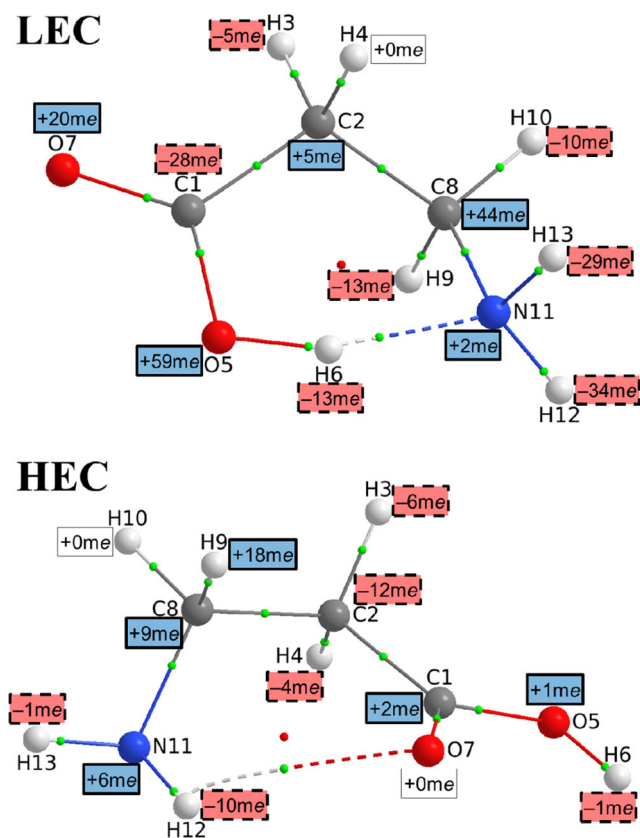 LEC
H3
–5me
H4
+0me
+20me
O7
H10
–10me
–28me
C2
C1
+5me
C8
+44me
H13
–29me
–13me
H9
N11
+59me
O5
+2me
H6
–13me
H12
–34me
HEC
H3
–6me
H10
+0me
H9
+18me
–12me
C8
C2
+9me
H4
–4me
C1
+1me
–1me
+2me
O5
H13
N11
O7
H6
+6me
+0me
H12
–10me
–1me